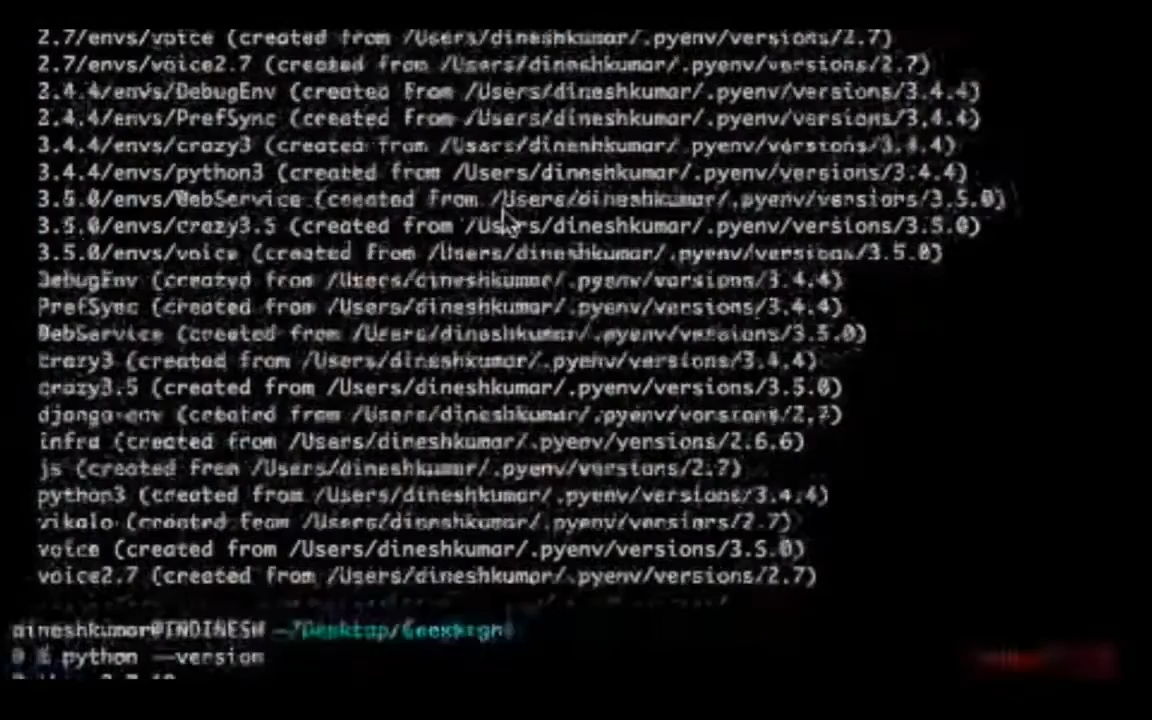 2.7/envs/voice (created from /Users/dineshkumar/.pyenv/versions/2.7)
2.7/envs/voice2.7 (created from /Users/dineshkumar/.pyenv/versions/2.7)
2.4.4/envs/DebugEnv (created from /Users/dineshkumar/.pyenv/versions/3.4.4)
2.4.4/envs/PrefSync (created from /Users/dineshkumar/.pyenv/versions/3.4.4)
3.4.4/envs/crazy3 (created from /Users/dineshkumar/.pyenv/versions/3.4.4)
3.4.4/envs/python3 (created from /Users/dineshkumar/.pyenv/versions/3.4.4)
3.5.0/envs/WebService (created from /Users/dineshkumar/.pyenv/versions/3.5.0)
3.5.0/envs/crazy3.5 (created from /Users/dineshkumar/.pyenv/versions/3.5.0)
3.5.0/envs/voice (created from /Users/dineshkumar/.pyenv/versions/3.5.0)
DebugEnv (created from /Users/dineshkumar/.pyenv/versions/3.4.4)
PrefSync (created from /Users/dineshkumar/.pyenv/versions/3.4.4)
WebService (created from /Users/dineshkumar/.pyenv/versions/3.5.0)
crazy3 (created from /Users/dineshkumar/.pyenv/versions/3.4.4)
crazy3.5 (created from /Users/dineshkumar/.pyenv/versions/3.5.0)
django-env (created from /Users/dineshkumar/.pyenv/versions/2.7)
infra (created from /Users/dineshkumar/.pyenv/versions/2.6.6)
js (created from /Users/dineshkumar/.pyenv/versions/2.7)
python3 (created from /Users/dineshkumar/.pyenv/versions/3.4.4)
(created from /Users/dineshkumar/.pyenv/versions/2.7)
voice (created from /Users/dineshkumar/.pyenv/versions/3.5.0)
voice2.7 (created from /Users/dineshkumar/.pyenv/versions/2.7)
dineshkumar@INDINESH
python --version